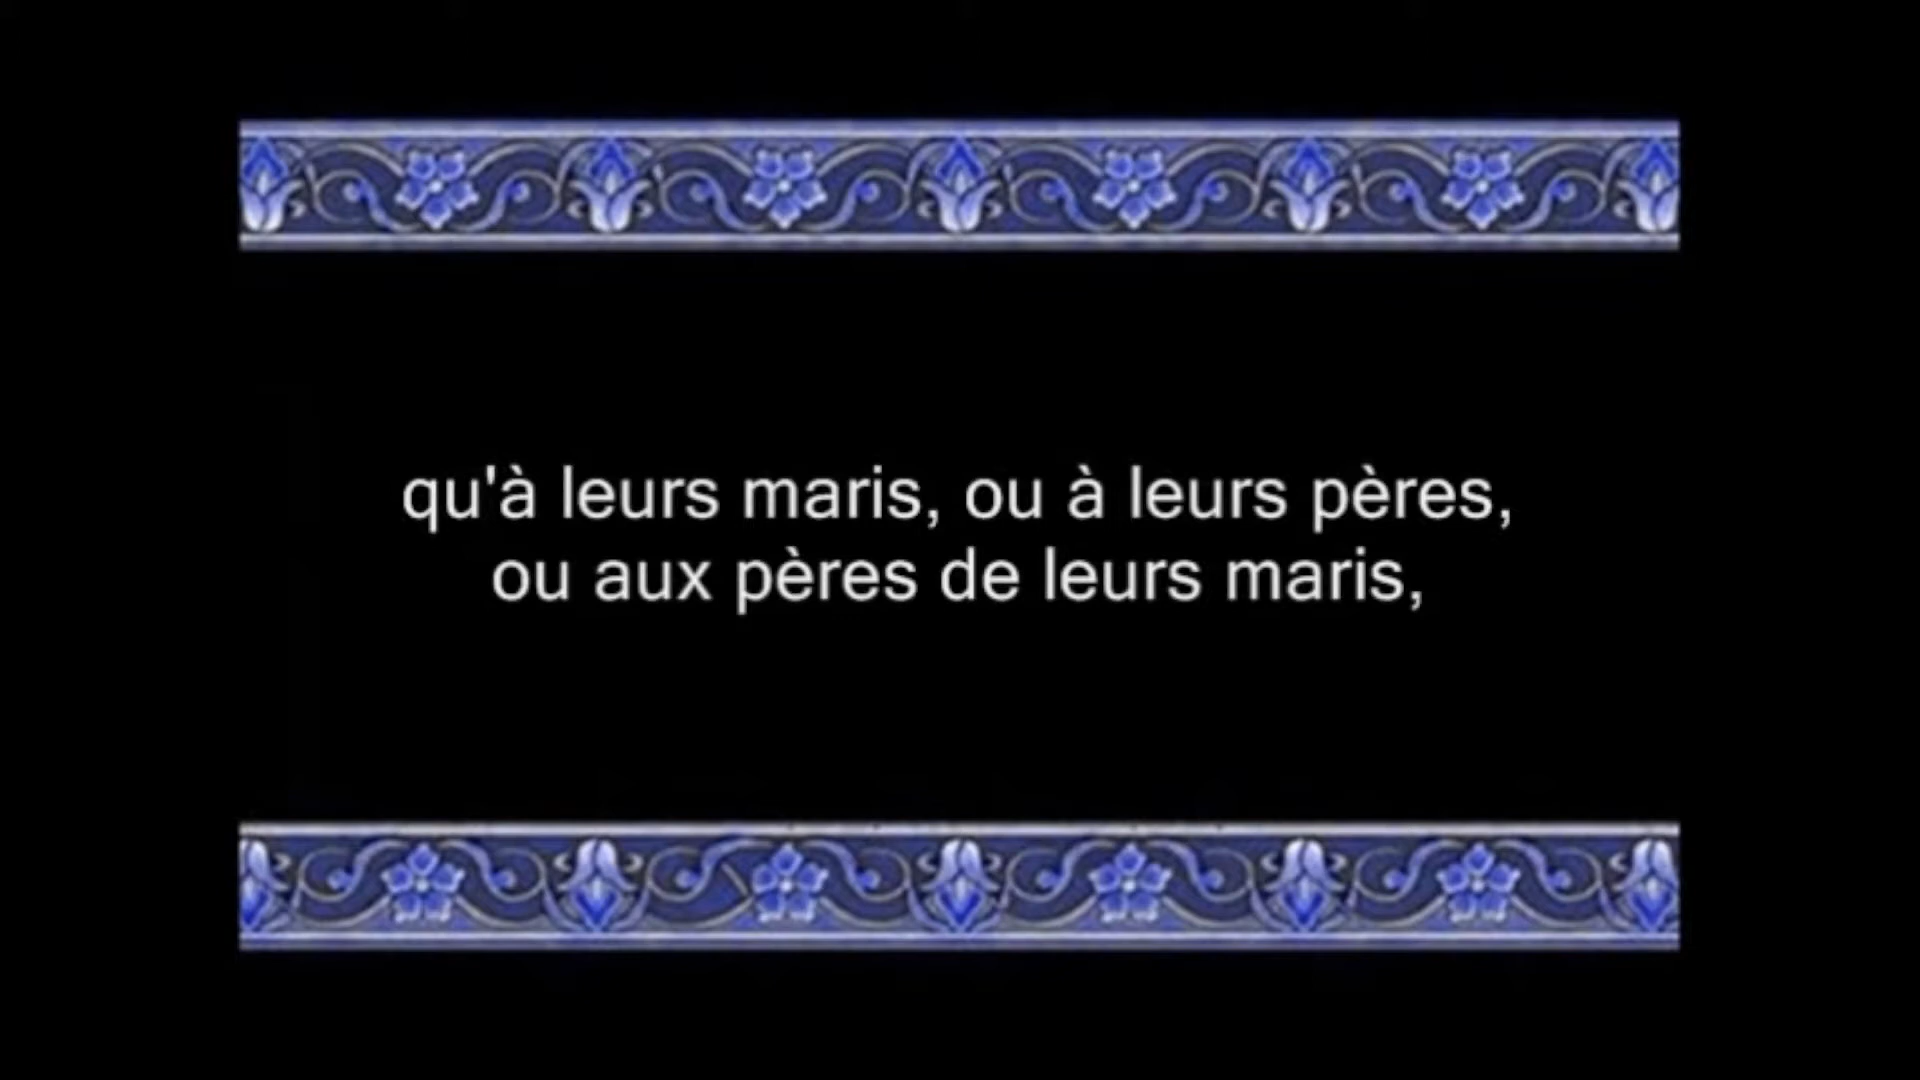 qu'à leurs maris, ou à leurs pères,
ou aux pères de leurs maris,